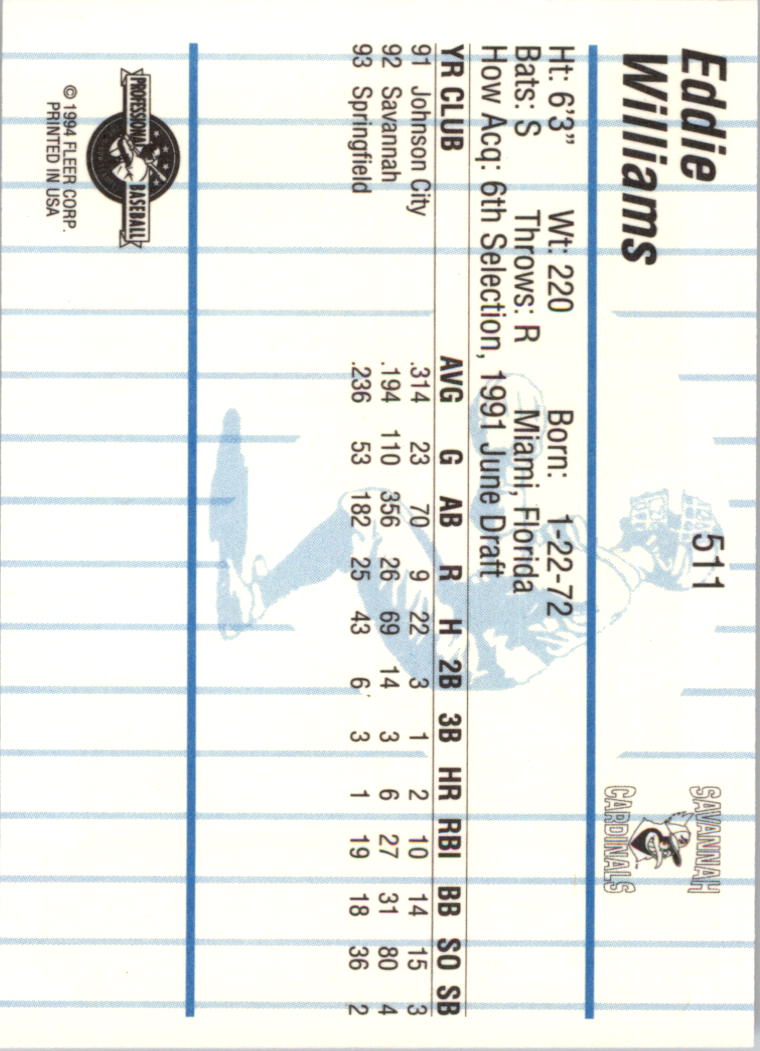 Eddie
Williams
511
SAVANNAH
CARDINALS
Ht: 6'3" Wt: 220 Born: 1-22-72
Bats: S Throws: R Miami, Florida
How Acq: 6th Selection, 1991 June Draft
YR CLUB AVG G AB R H 2B 3B HR RBI BB SO SB
91 Johnson City .314 23 70 9 22 3 1 2 10 14 15 3
92 Savannah .194 110 356 26 69 14 3 6 27 31 80 4
93 Springfield .236 53 182 25 43 6 3 1 19 18 36 2
PROFESSIONAL BASEBALL
© 1994 FLEER CORP.
PRINTED IN USA